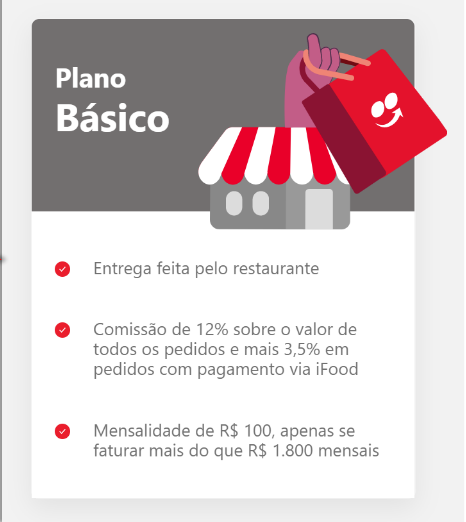 Plano
Básico
Entrega feita pelo restaurante
Comissão de 12% sobre o valor de
todos os pedidos e mais 3,5% em
pedidos com pagamento via iFood
Mensalidade de R$ 100, apenas se
faturar mais do que R$ 1.800 mensais